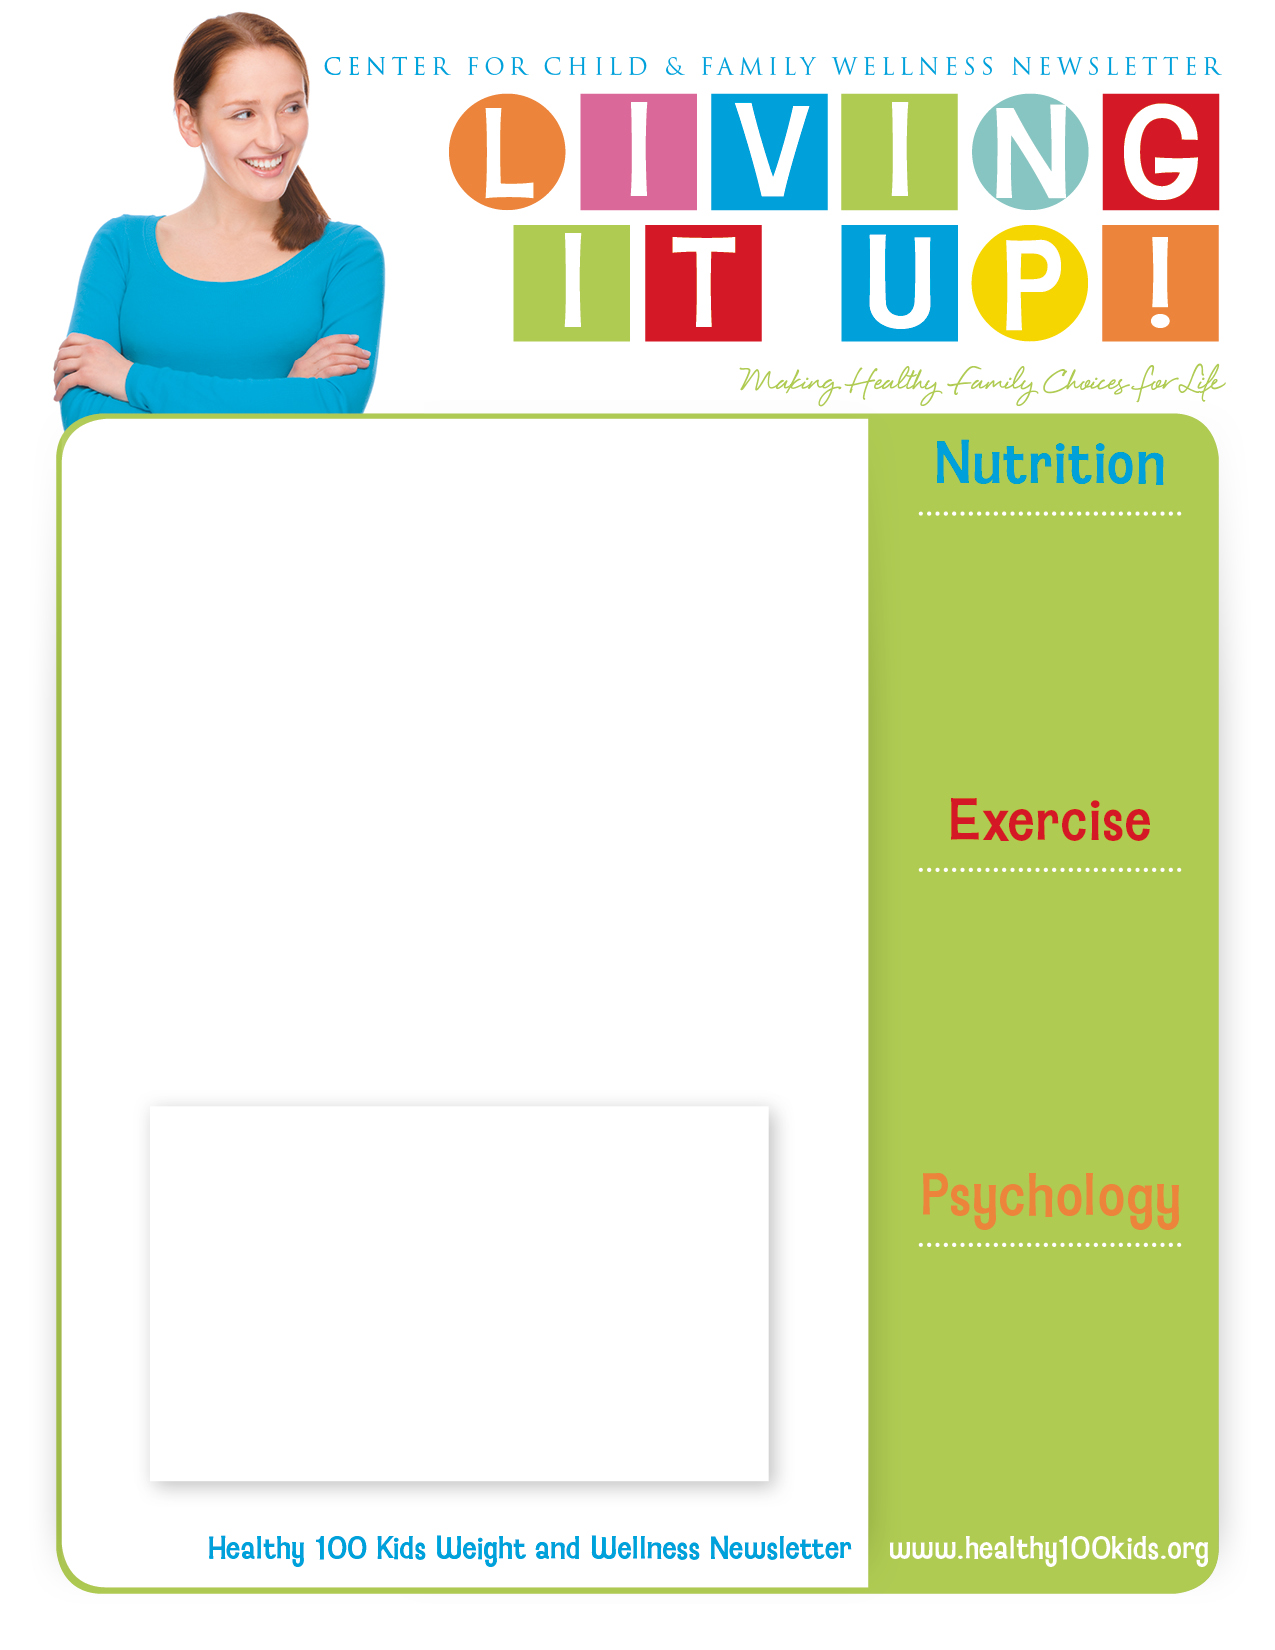 CENTER FOR CHILD & FAMILY WELLNESS NEWSLETTER
LIVING
IT UP!
Making Healthy Family Choices for Life
Nutrition
Exercise
Psychology
Healthy 100 Kids Weight and Wellness Newsletter
www.healthy100kids.org